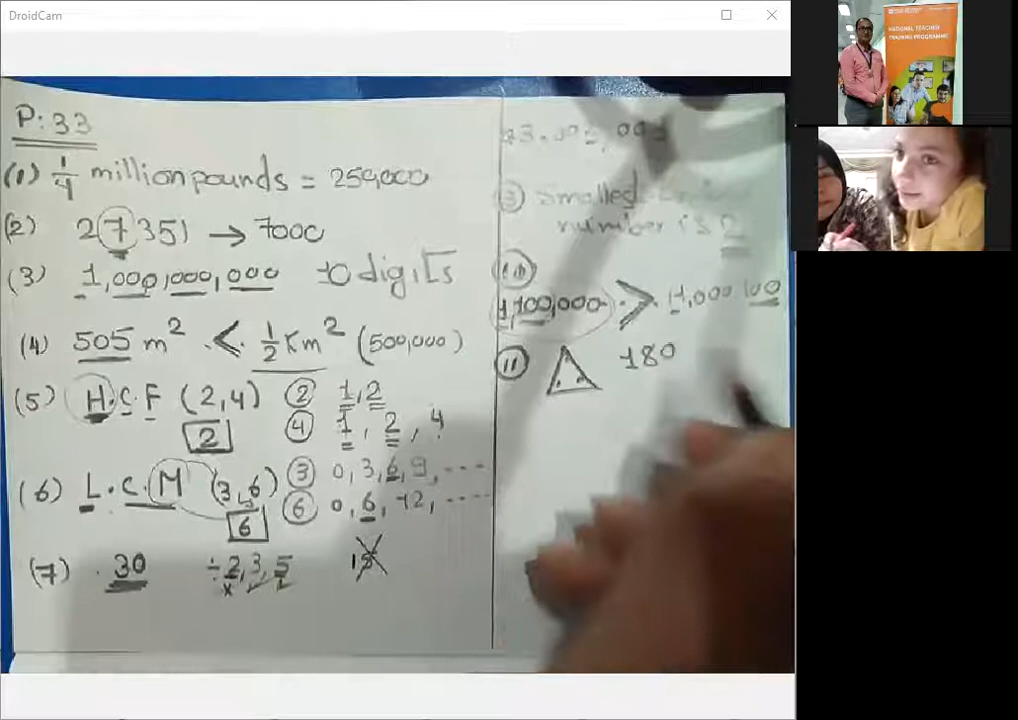 DroidCam
P: 33
(1) 1/4 million pounds = 250,000
(2) 27351 → 7000
(3) 1,000,000,000 10 digits
(4) 505 m² < 1/2 Km² (500,000)
(5) H.C.F (2,4) ② 1,2
2 ④ 1, 2, 4
(6) L.C.M (3,6) ③ 0, 3, 6, 9, ----
6 ⑥ 0, 6, 12, ----
(7) 30 ÷ 2, 3, 5 15
smalled
number is 2
1,100,000 > 1,000,100
⑪ 180
NATIONAL TEACHER
TRAINING PROGRAMME